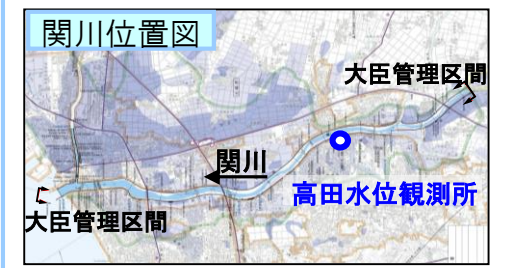 関川位置図
大臣管理区間
関川
高田水位観測所
大臣管理区間